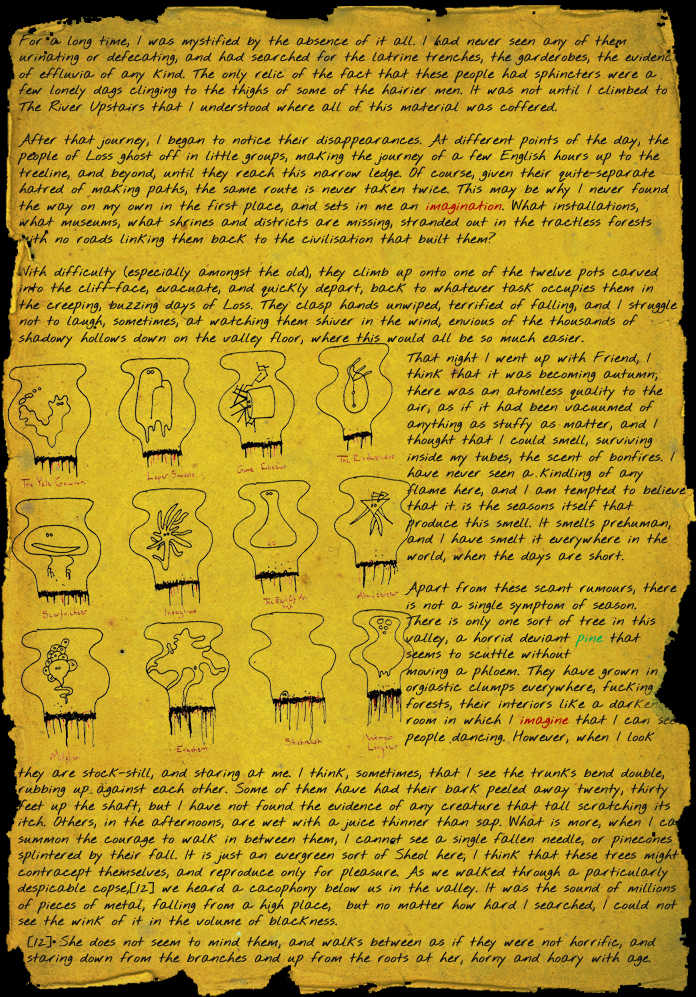 For a long time, I was mystified by the absence of it all. I had never seen any of them
urinating or defecating, and had searched for the latrine trenches, the garderobes, the evidence
of effluvia of any kind. The only relic of the fact that these people had sphincters were a
few lonely dags clinging to the thighs of some of the hairier men. It was not until I climbed to
The River Upstairs that I understood where all of this material was coffered.
After that journey, I began to notice their disappearances. At different points of the day, the
people of Loss ghost off in little groups, making the journey of a few English hours up to the
treeline, and beyond, until they reach this narrow ledge. Of course, given their quite-separate
hatred of making paths, the same route is never taken twice. This may be why I never found
the way on my own in the first place, and sets in me an imagination. What installations,
what museums, what shrines and districts are missing, stranded out in the tractless forests
with no roads linking them back to the civilisation that built them?
With difficulty (especially amongst the old), they climb up onto one of the twelve pots carved
into the cliff-face, evacuate, and quickly depart, back to whatever task occupies them in
the creeping, buzzing days of Loss. They clasp hands unwiped, terrified of falling, and I struggle
not to laugh, sometimes, at watching them shiver in the wind, envious of the thousands of
shadowy hollows down on the valley floor, where this would all be so much easier.
That night I went up with Friend, I
think that it was becoming autumn;
there was an atomless quality to the
air, as if it had been vacuumed of
anything as stuffy as matter, and I
thought that I could smell, surviving
inside my tubes, the scent of bonfires. I
have never seen a kindling of any
flame here, and I am tempted to believe
that it is the seasons itself that
produce this smell. It smells prehuman,
and I have smelt it everywhere in the
world, when the days are short.
Apart from these scant rumours, there
is not a single symptom of season.
There is only one sort of tree in this
valley, a horrid deviant pine that
seems to scuttle without
moving a phloem. They have grown in
orgiastic clumps everywhere, fucking
forests, their interiors like a darken
room in which I imagine that I can see
people dancing. However, when I look
they are stock-still, and staring at me. I think, sometimes, that I see the trunks bend double,
rubbing up against each other. Some of them have had their bark peeled away twenty, thirty
feet up the shaft, but I have not found the evidence of any creature that tall scratching its
itch. Others, in the afternoons, are wet with a juice thinner than sap. What is more, when I can
summon the courage to walk in between them, I cannot see a single fallen needle, or pinecones
splintered by their fall. It is just an evergreen sort of Sheol here; I think that these trees might
contracept themselves, and reproduce only for pleasure. As we walked through a particularly
despicable copse,[12] we heard a cacophony below us in the valley. It was the sound of millions
of pieces of metal, falling from a high place, but no matter how hard I searched, I could not
see the wink of it in the volume of blackness.
[12] She does not seem to mind them, and walks between as if they were not horrific, and
staring down from the branches and up from the roots at her, horny and hoary with age.